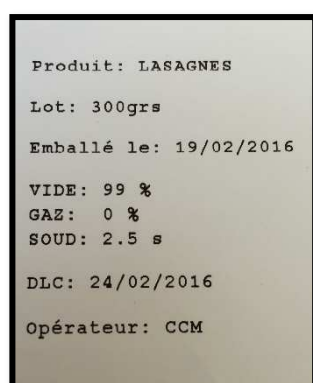 Produit: LASAGNES
Lot: 300grs
Emballé le: 19/02/2016
VIDE: 99 %
GAZ: 0 %
SOUD: 2.5 s
DLC: 24/02/2016
Opérateur: CCM